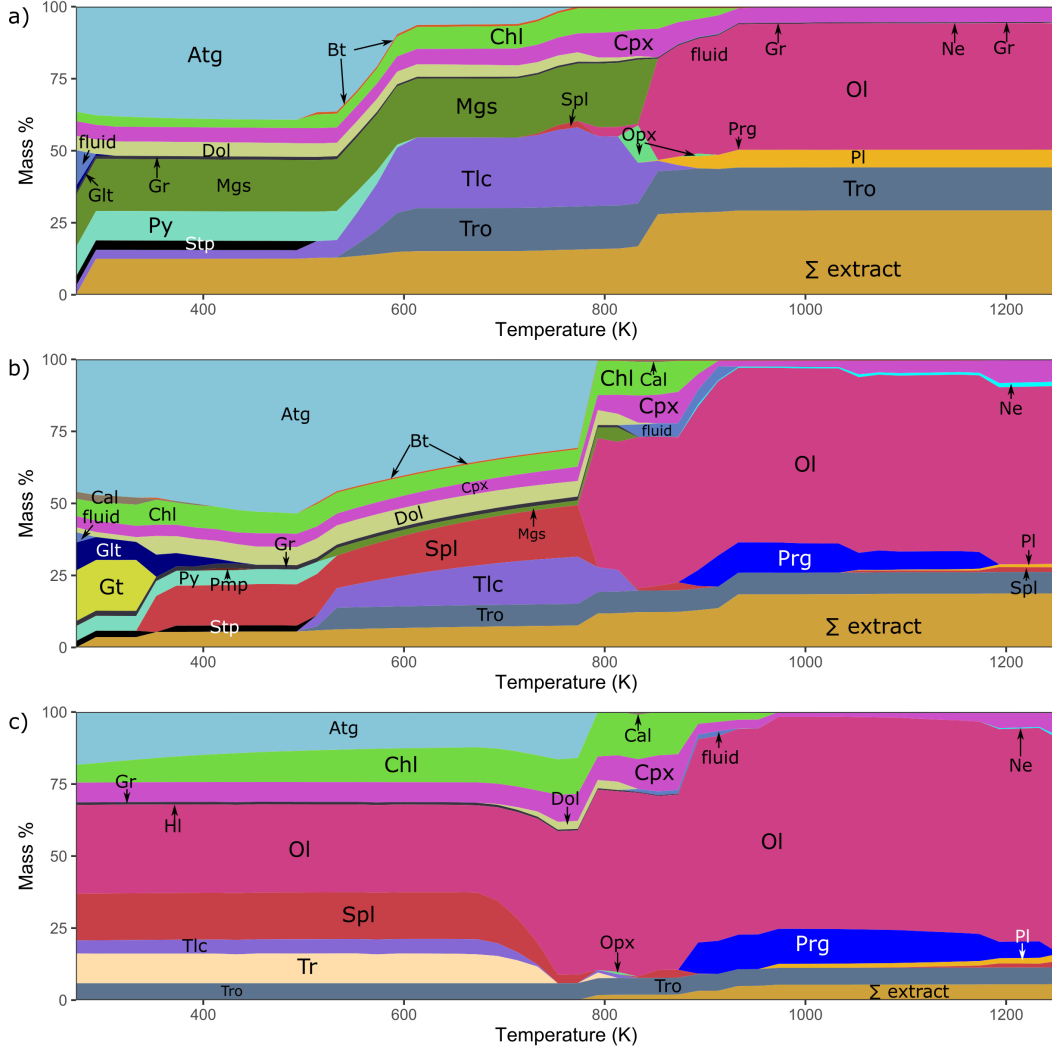 a)
100
75
50
25
0
Mass %
Atg
Bt
Chl
Cpx
fluid
Gr
Ne
Gr
Mgs
Spl
Ol
fluid
Dol
Opx
Prg
Glt
Gr
Mgs
Tlc
Pl
Py
Tro
Tro
Stp
∑ extract
400
600
800
1000
1200
Temperature (K)
b)
100
75
50
25
0
Mass %
Atg
Bt
Chl
Cal
Cpx
Ne
fluid
Cal
Chl
Cpx
Ol
fluid
Dol
Mgs
Glt
Gr
Spl
Pl
Gt
Py
Pmp
Tlc
Prg
Spl
Tro
Stp
∑ extract
400
600
800
1000
1200
Temperature (K)
c)
100
75
50
25
0
Mass %
Atg
Cal
Chl
Cpx
fluid
Ne
Gr
Dol
Hl
Ol
Ol
Spl
Opx
Prg
Pl
Tlc
Tr
Tro
Tro
∑ extract
400
600
800
1000
1200
Temperature (K)